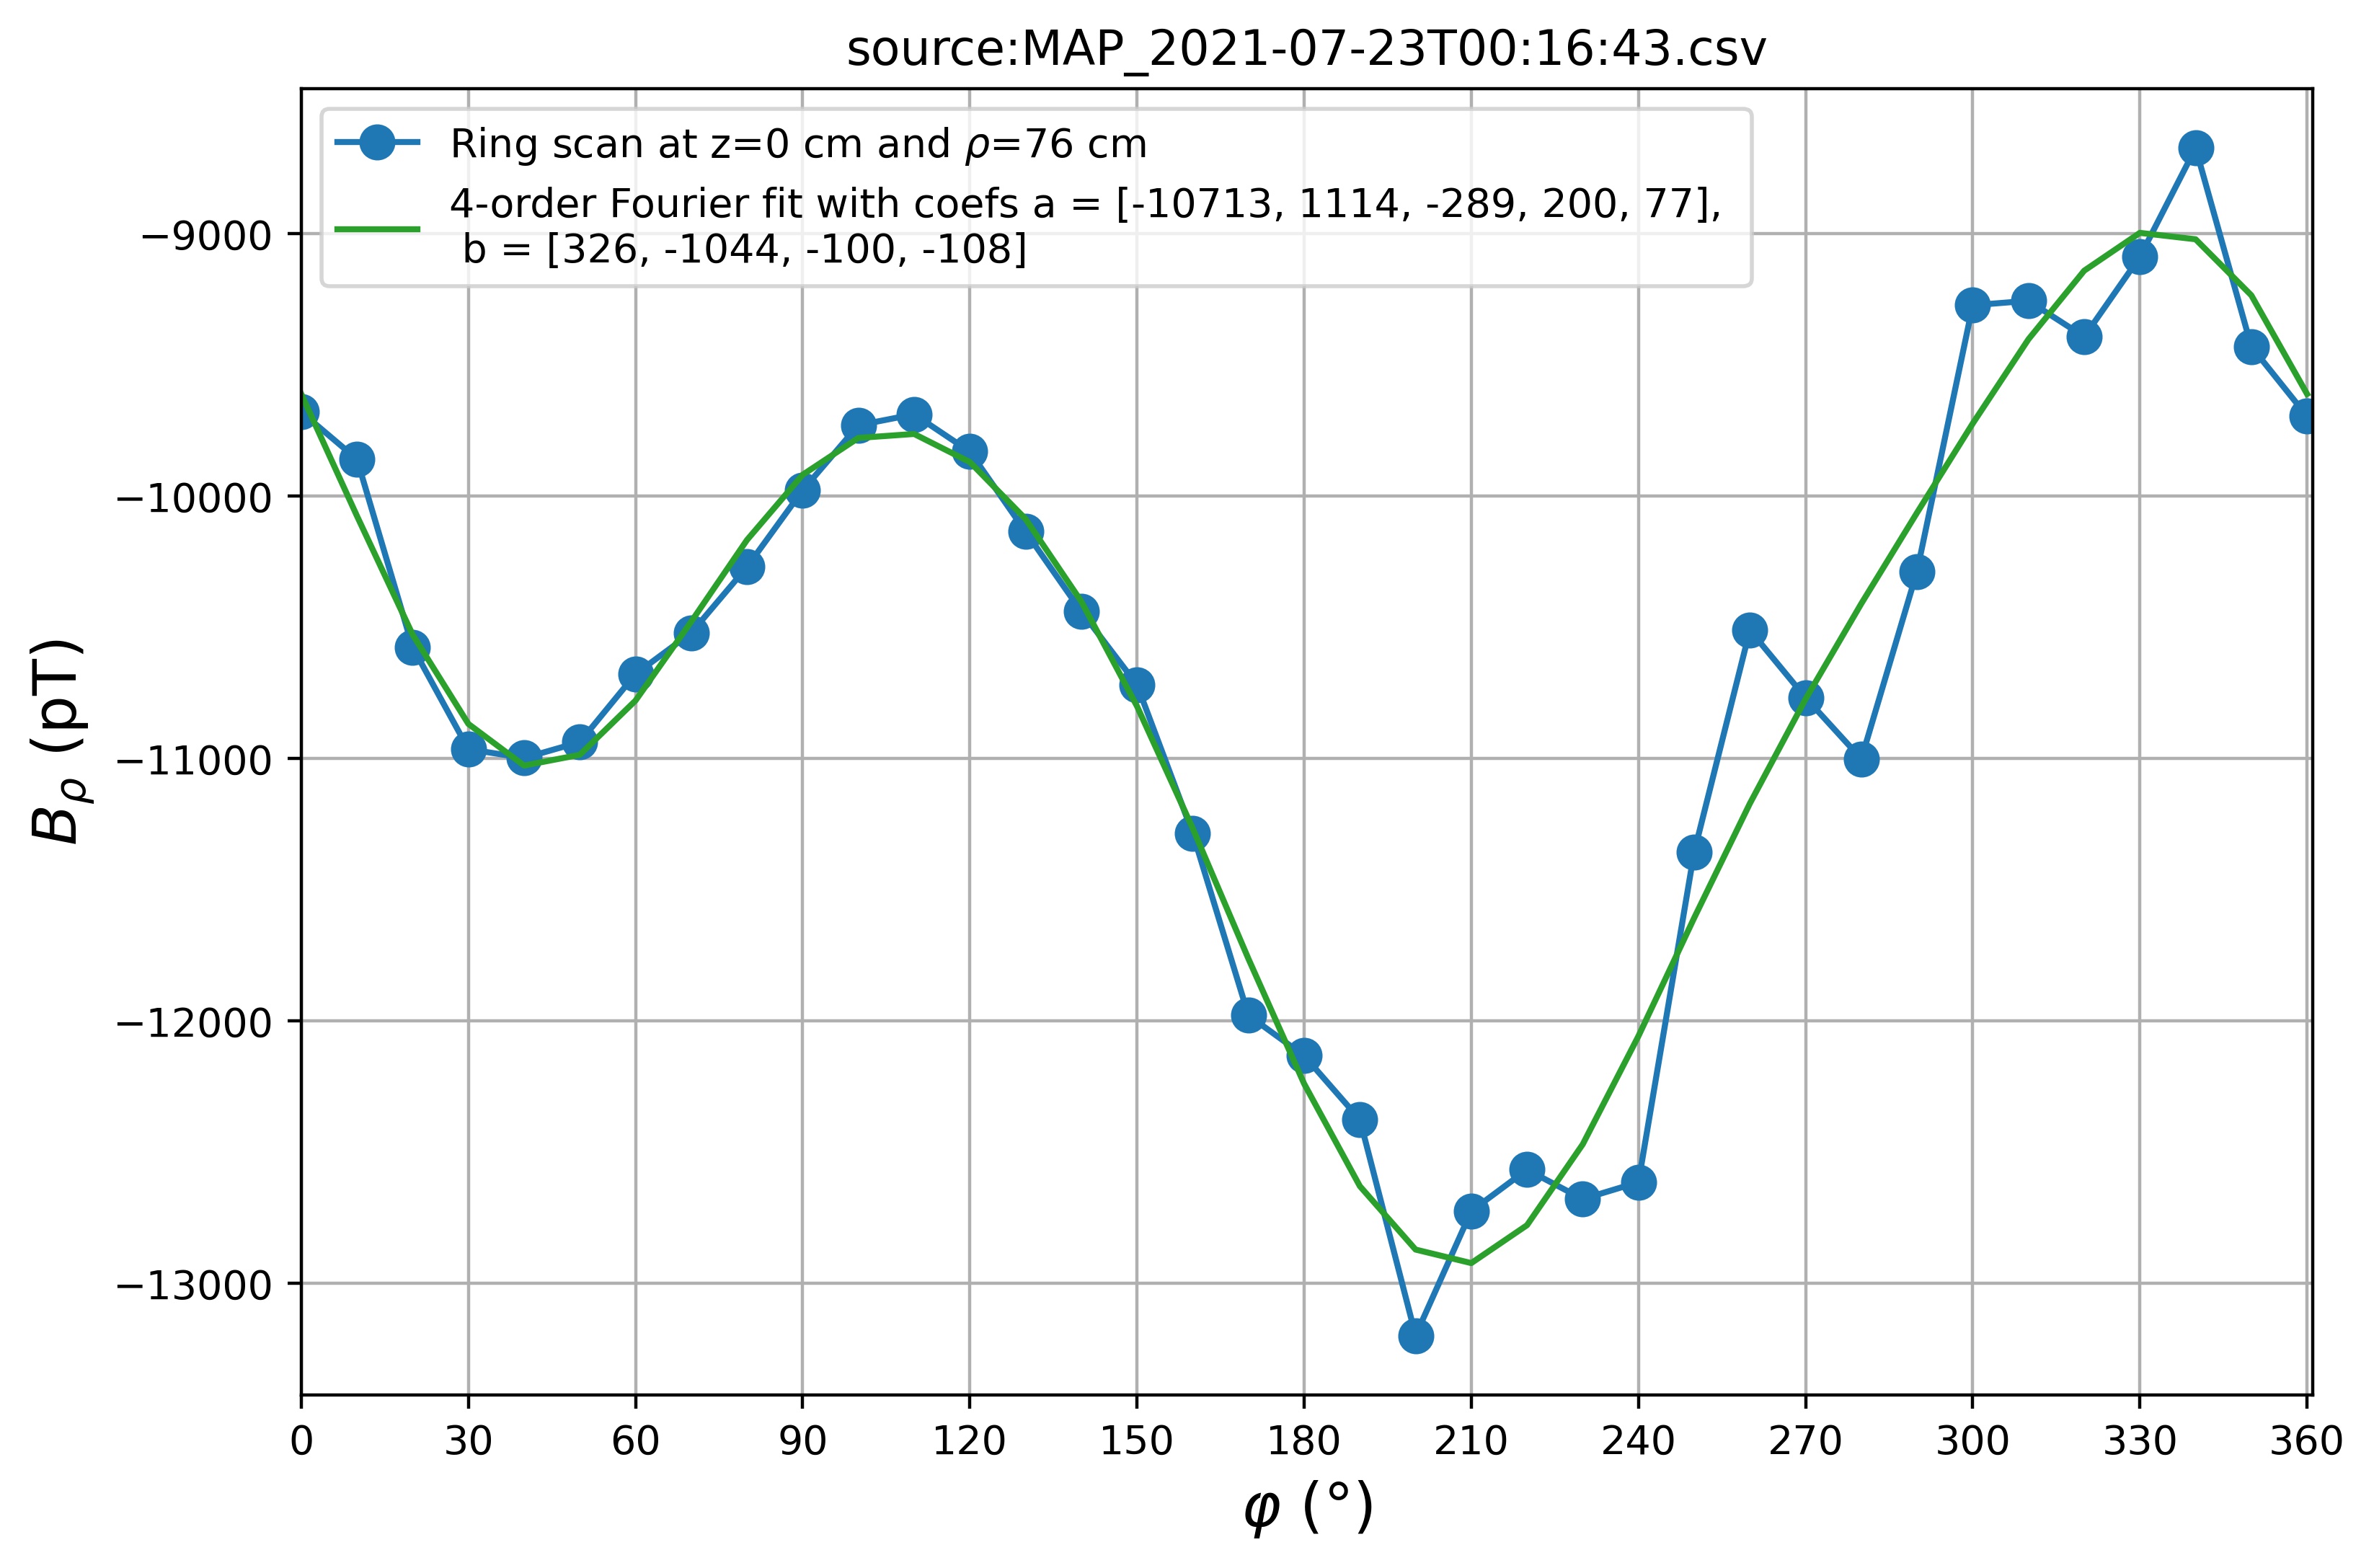 source:MAP_2021-07-23T00:16:43.csv
Ring scan at z=0 cm and ρ=76 cm
4-order Fourier fit with coefs a = [-10713, 1114, -289, 200, 77],
b = [326, -1044, -100, -108]
−9000
−10000
−11000
−12000
−13000
Bρ (pT)
0 30 60 90 120 150 180 210 240 270 300 330 360
φ (°)